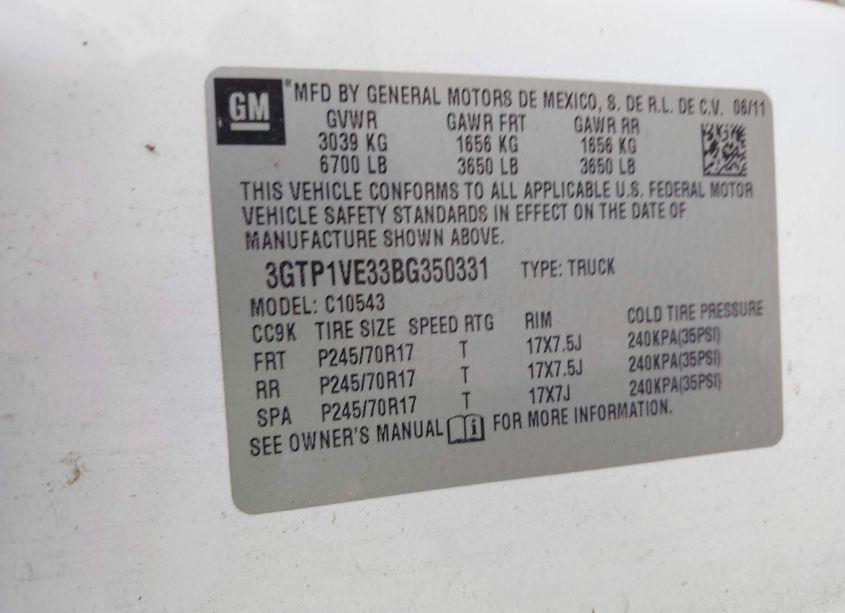 GM
*MFD BY GENERAL MOTORS DE MEXICO, S. DE R.L. DE C.V. 06/11
GVWR GAWR FRT GAWR RR
3039 KG 1656 KG 1656 KG
6700 LB 3650 LB 3650 LB
THIS VEHICLE CONFORMS TO ALL APPLICABLE U.S. FEDERAL MOTOR
VEHICLE SAFETY STANDARDS IN EFFECT ON THE DATE OF
MANUFACTURE SHOWN ABOVE.
3GTP1VE33BG350331 TYPE: TRUCK
MODEL: C10543
CC9K TIRE SIZE SPEED RTG RIM COLD TIRE PRESSURE
FRT P245/70R17 T 17X7.5J 240KPA(35PSI)
RR P245/70R17 T 17X7.5J 240KPA(35PSI)
SPA P245/70R17 T 17X7J 240KPA(35PSI)
SEE OWNER'S MANUAL i FOR MORE INFORMATION.